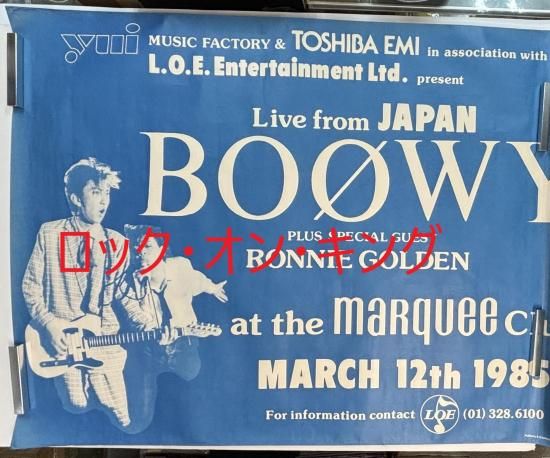 yui MUSIC FACTORY & TOSHIBA EMI in association with
L.O.E. Entertainment Ltd. present
Live from JAPAN
BOØWY
PLUS SPECIAL GUEST
RONNIE GOLDEN
ロック・オン・キング
at the marquee C
MARCH 12th 1985
For information contact LOE (01) 328.6100